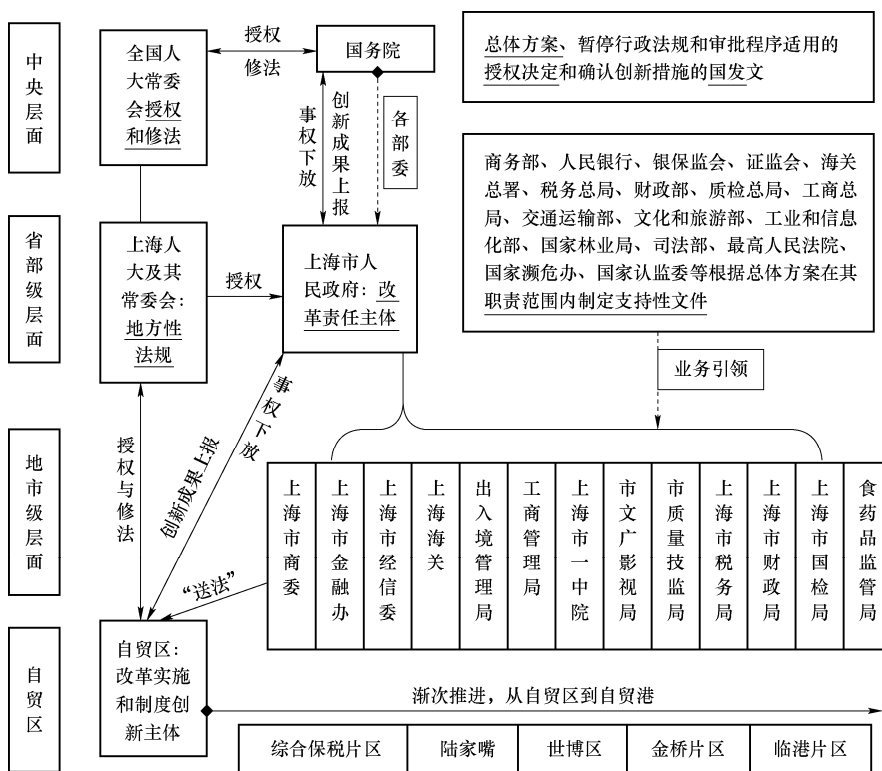 中央层面
全国人
大常委
会授权
和修法
授权
修法
国务院
总体方案、暂停行政法规和审批程序适用的
授权决定和确认创新措施的国发文
事权下放
创新成果上报
各部委
商务部、人民银行、银保监会、证监会、海关
总署、税务总局、财政部、质检总局、工商总
局、交通运输部、文化和旅游部、工业和信息
化部、国家林业局、司法部、最高人民法院、
国家濒危办、国家认监委等根据总体方案在其
职责范围内制定支持性文件
省部级层面
上海人
大及其
常委会：
地方性
法规
授权
上海市人
民政府：改
革责任主体
业务引领
地市级层面
授权与修法
创新成果上报
事权下放
“送法”
上海市商委
上海市金融办
上海市经信委
上海海关
出入境管理局
工商管理局
上海市一中院
市文广影视局
市质量技监局
上海市税务局
上海市财政局
上海市国检局
食药品监管局
自贸区
自贸区：
改革实施
和制度创
新主体
渐次推进，从自贸区到自贸港
综合保税片区
陆家嘴
世博区
金桥片区
临港片区